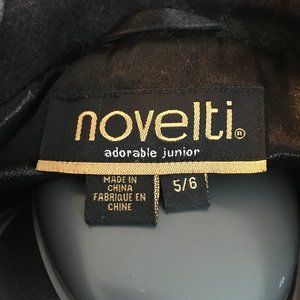 novelti®
adorable junior
MADE IN
CHINA
FABRIQUE EN
CHINE
5/6